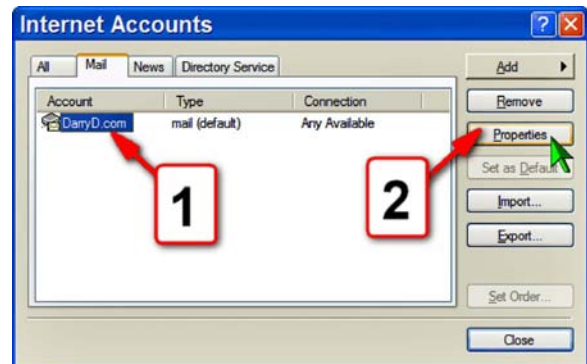 Internet Accounts
All Mail News Directory Service
Add
Account Type Connection
Remove
DarryD.com mail (default) Any Available
Properties
Set as Default
1 2
Import...
Export...
Set Order...
Close